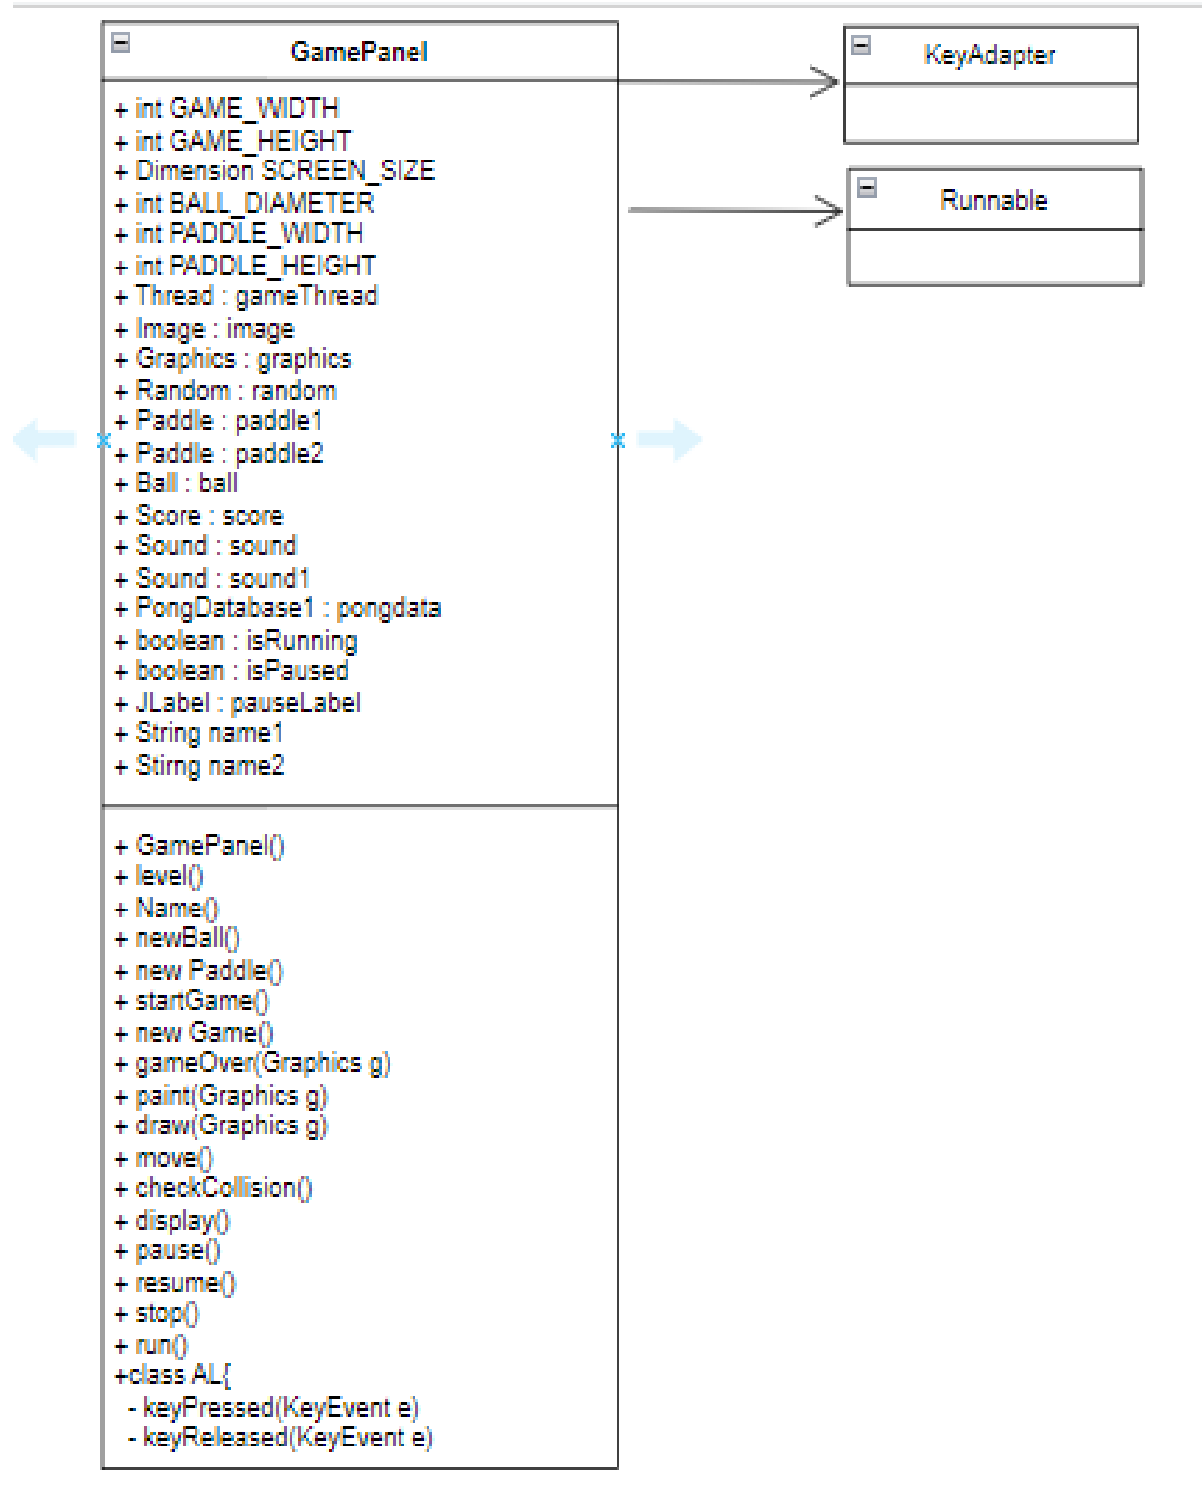 GamePanel
+ int GAME_WIDTH
+ int GAME_HEIGHT
+ Dimension SCREEN_SIZE
+ int BALL_DIAMETER
+ int PADDLE_WIDTH
+ int PADDLE_HEIGHT
+ Thread : gameThread
+ Image : image
+ Graphics : graphics
+ Random : random
+ Paddle : paddle1
+ Paddle : paddle2
+ Ball : ball
+ Score : score
+ Sound : sound
+ Sound : sound1
+ PongDatabase1 : pongdata
+ boolean : isRunning
+ boolean : isPaused
+ JLabel : pauseLabel
+ String name1
+ Stirng name2
+ GamePanel()
+ level()
+ Name()
+ newBall()
+ new Paddle()
+ startGame()
+ new Game()
+ gameOver(Graphics g)
+ paint(Graphics g)
+ draw(Graphics g)
+ move()
+ checkCollision()
+ display()
+ pause()
+ resume()
+ stop()
+ run()
+class AL{
- keyPressed(KeyEvent e)
- keyReleased(KeyEvent e)
KeyAdapter
Runnable